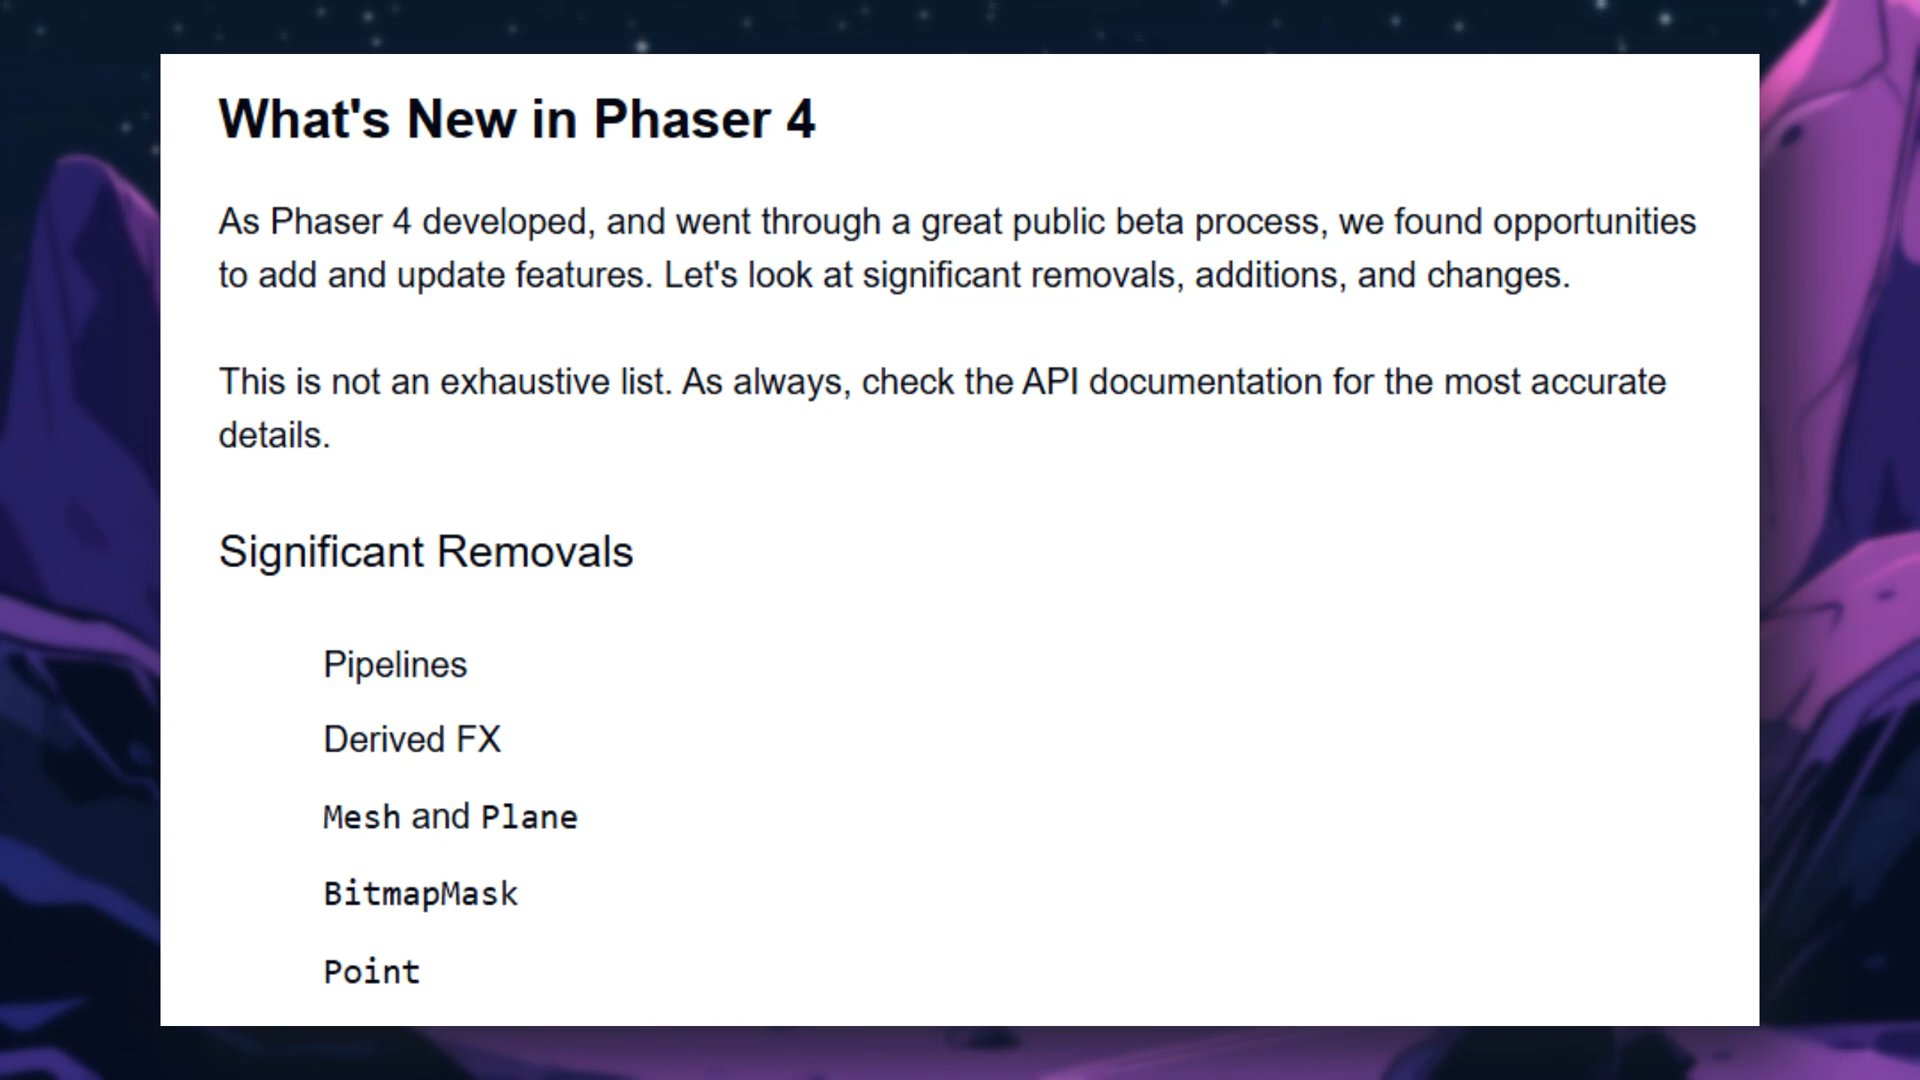 What's New in Phaser 4
As Phaser 4 developed, and went through a great public beta process, we found opportunities
to add and update features. Let's look at significant removals, additions, and changes.
This is not an exhaustive list. As always, check the API documentation for the most accurate
details.
Significant Removals
Pipelines
Derived FX
Mesh and Plane
BitmapMask
Point